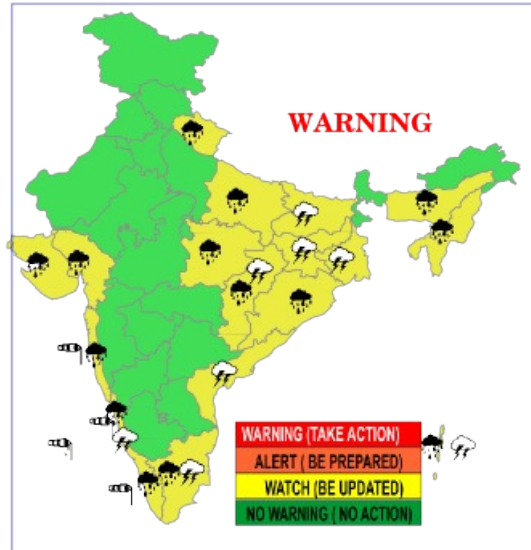 WARNING
WARNING (TAKE ACTION)
ALERT ( BE PREPARED)
WATCH (BE UPDATED)
NO WARNING ( NO ACTION)